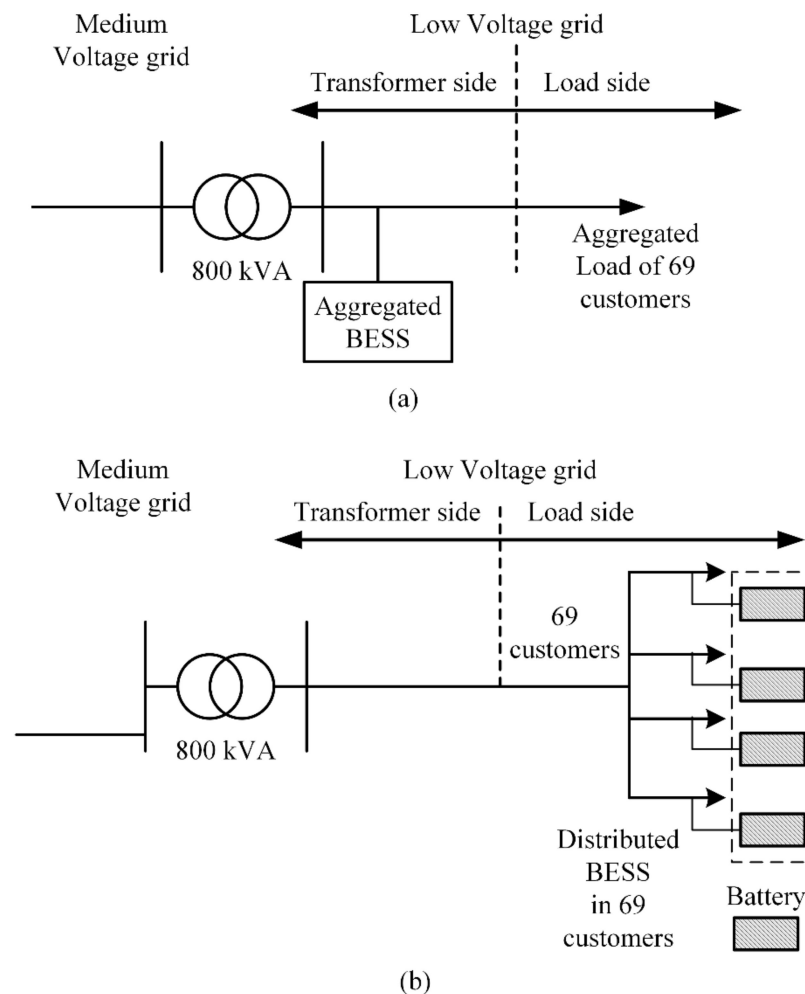 Medium
Voltage grid
Low Voltage grid
Transformer side
Load side
800 kVA
Aggregated
BESS
Aggregated
Load of 69
customers
(a)
Medium
Voltage grid
Low Voltage grid
Transformer side
Load side
69
customers
800 kVA
Distributed
BESS
in 69
customers
Battery
(b)